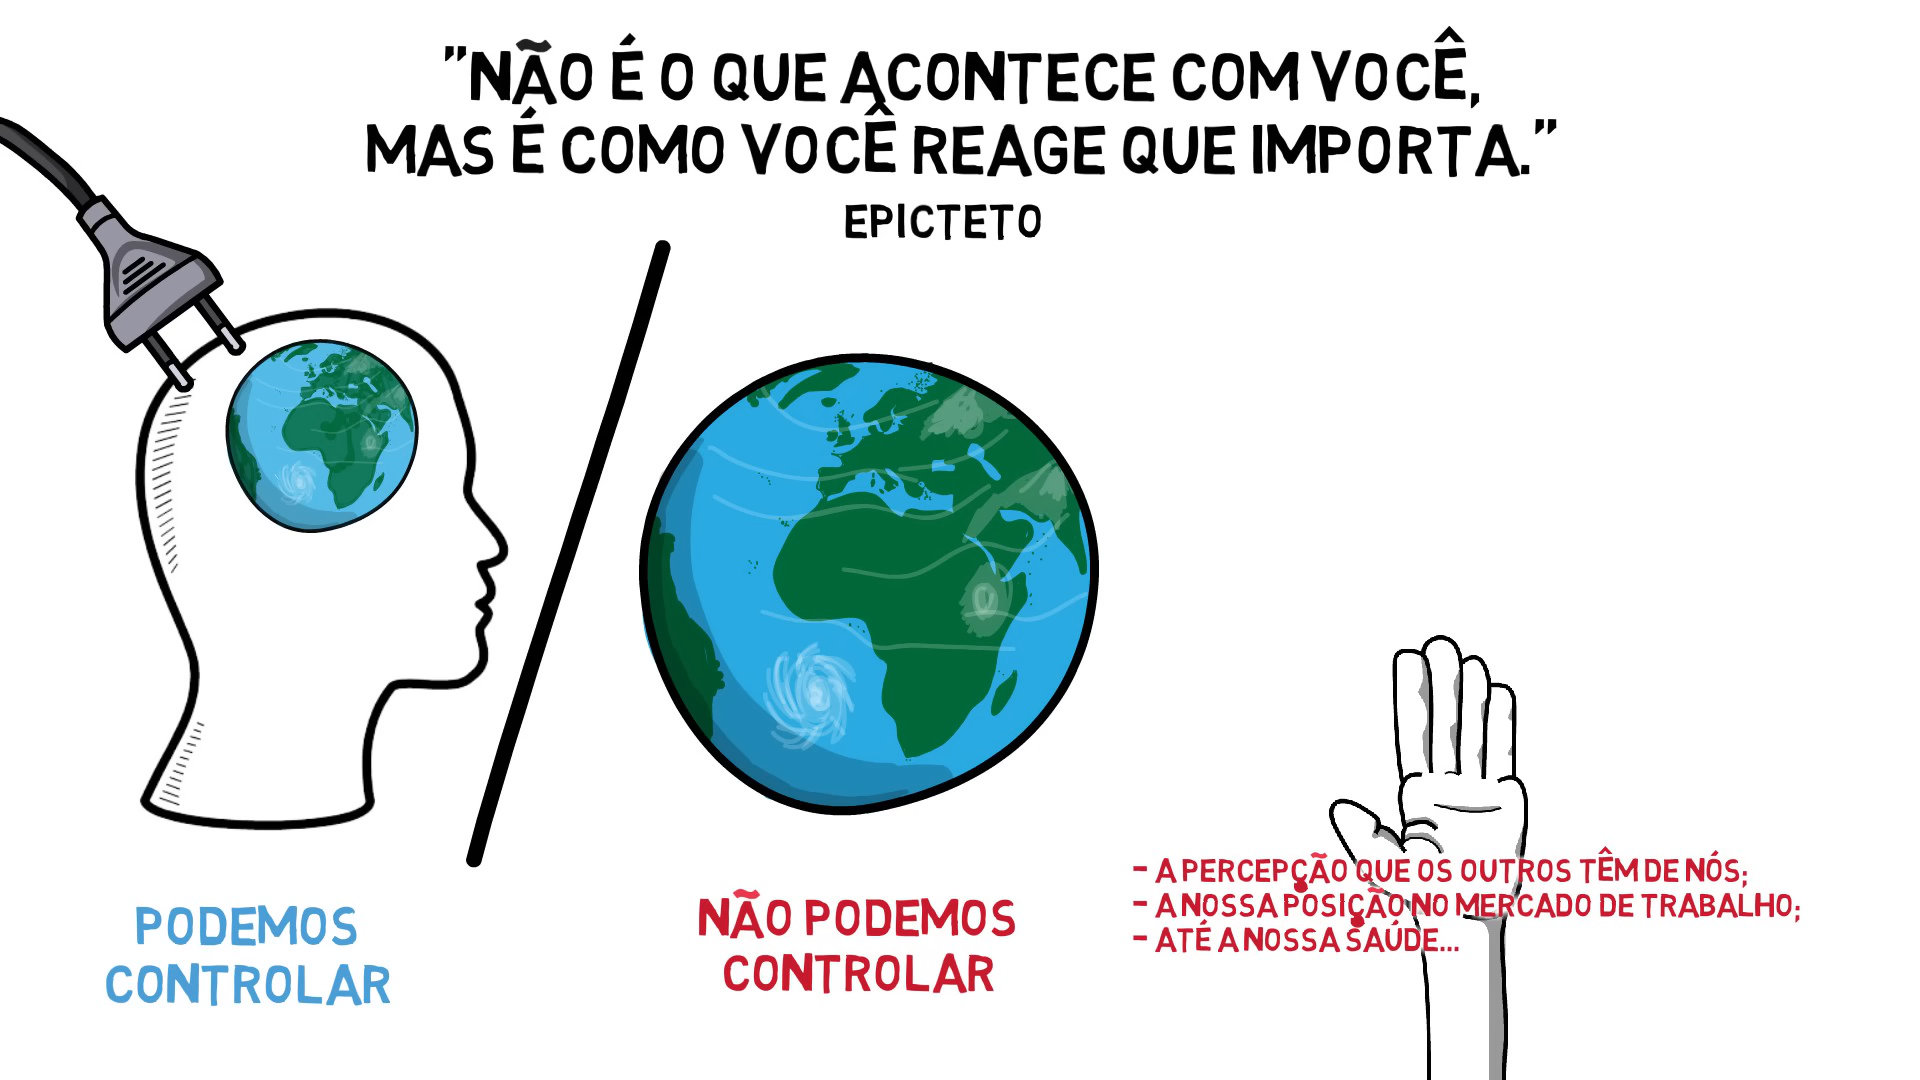 "NÃO É O QUE ACONTECE COM VOCÊ,
MAS É COMO VOCÊ REAGE QUE IMPORTA."
EPICTETO
PODEMOS
CONTROLAR
NÃO PODEMOS
CONTROLAR
- A PERCEPÇÃO QUE OS OUTROS TÊM DE NÓS;
- A NOSSA POSIÇÃO NO MERCADO DE TRABALHO;
- ATÉ A NOSSA SAÚDE...